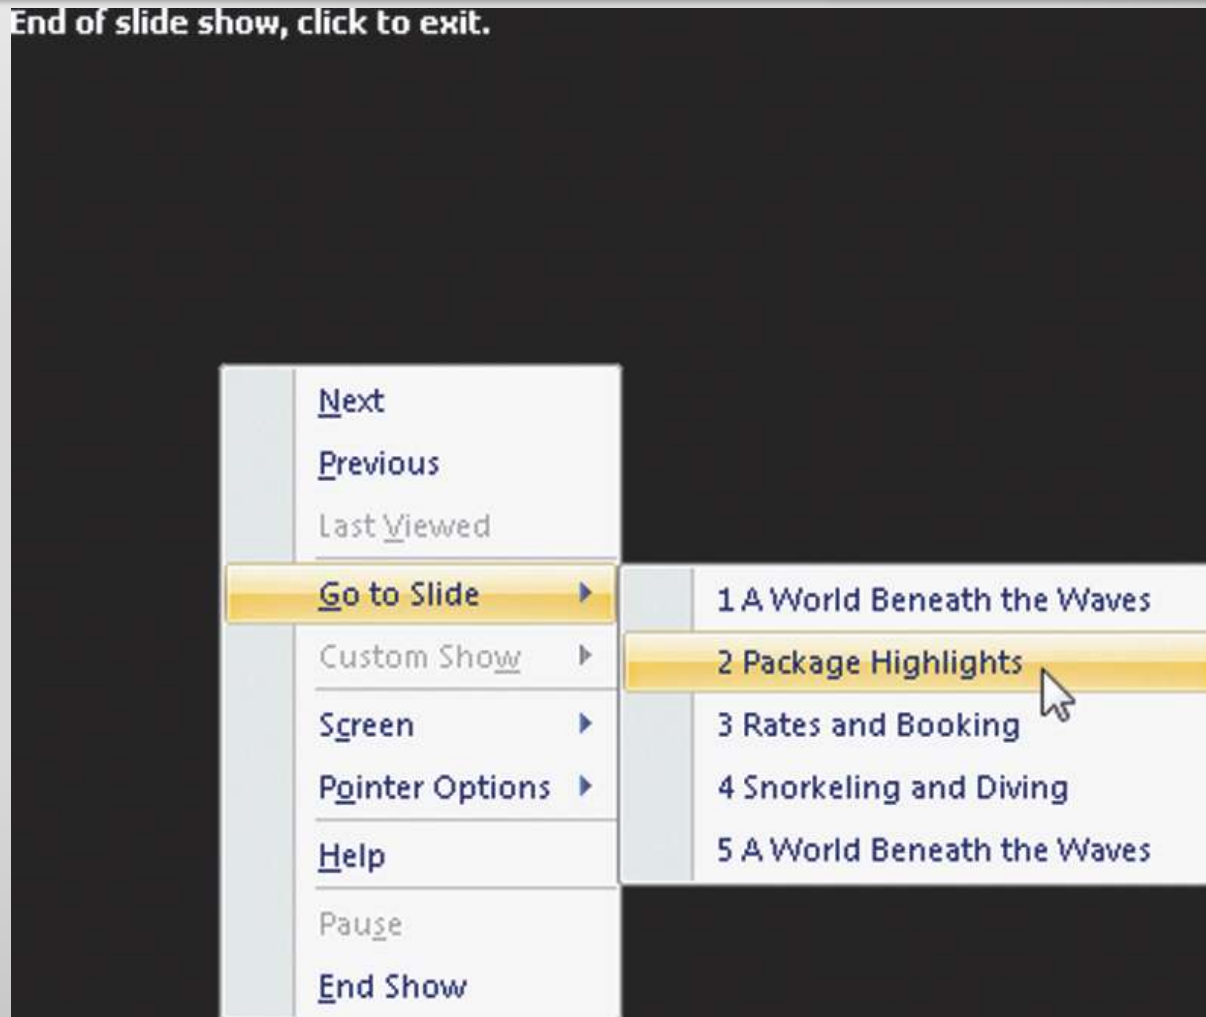 End of slide show, click to exit.
Next
Previous
Last Viewed
Go to Slide
Custom Show
Screen
Pointer Options
Help
Pause
End Show
1 A World Beneath the Waves
2 Package Highlights
3 Rates and Booking
4 Snorkeling and Diving
5 A World Beneath the Waves